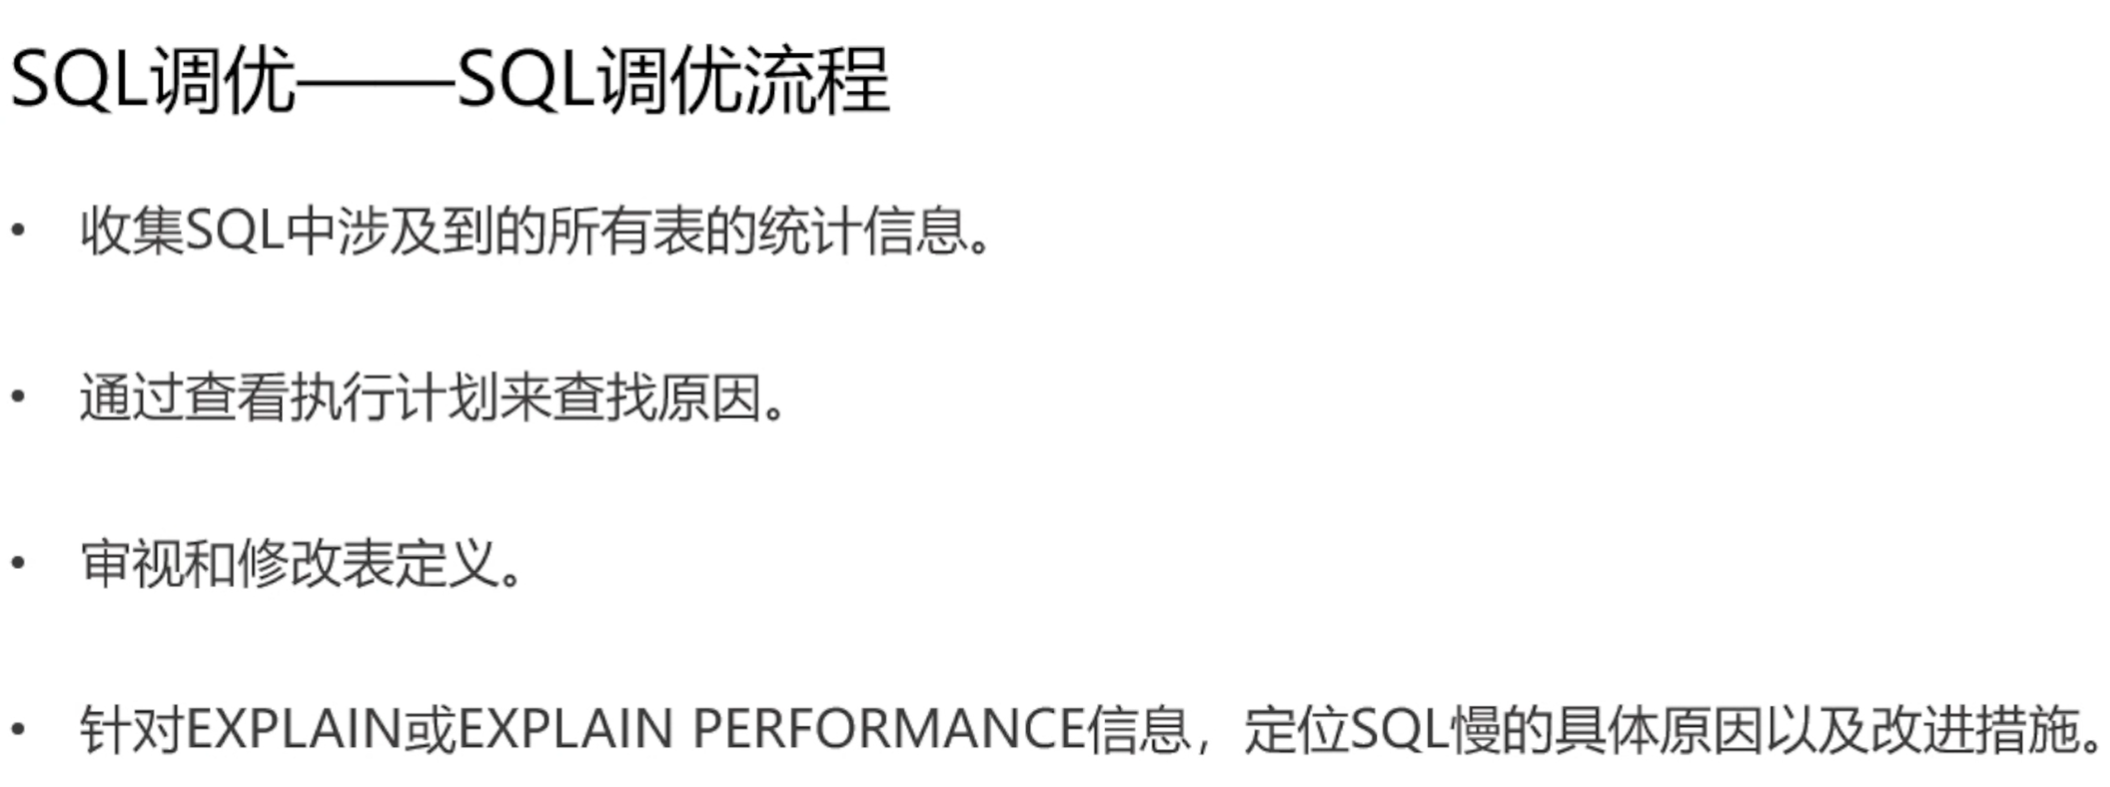 SQL调优——SQL调优流程
• 收集SQL中涉及到的所有表的统计信息。
• 通过查看执行计划来查找原因。
• 审视和修改表定义。
• 针对EXPLAIN或EXPLAIN PERFORMANCE信息，定位SQL慢的具体原因以及改进措施。